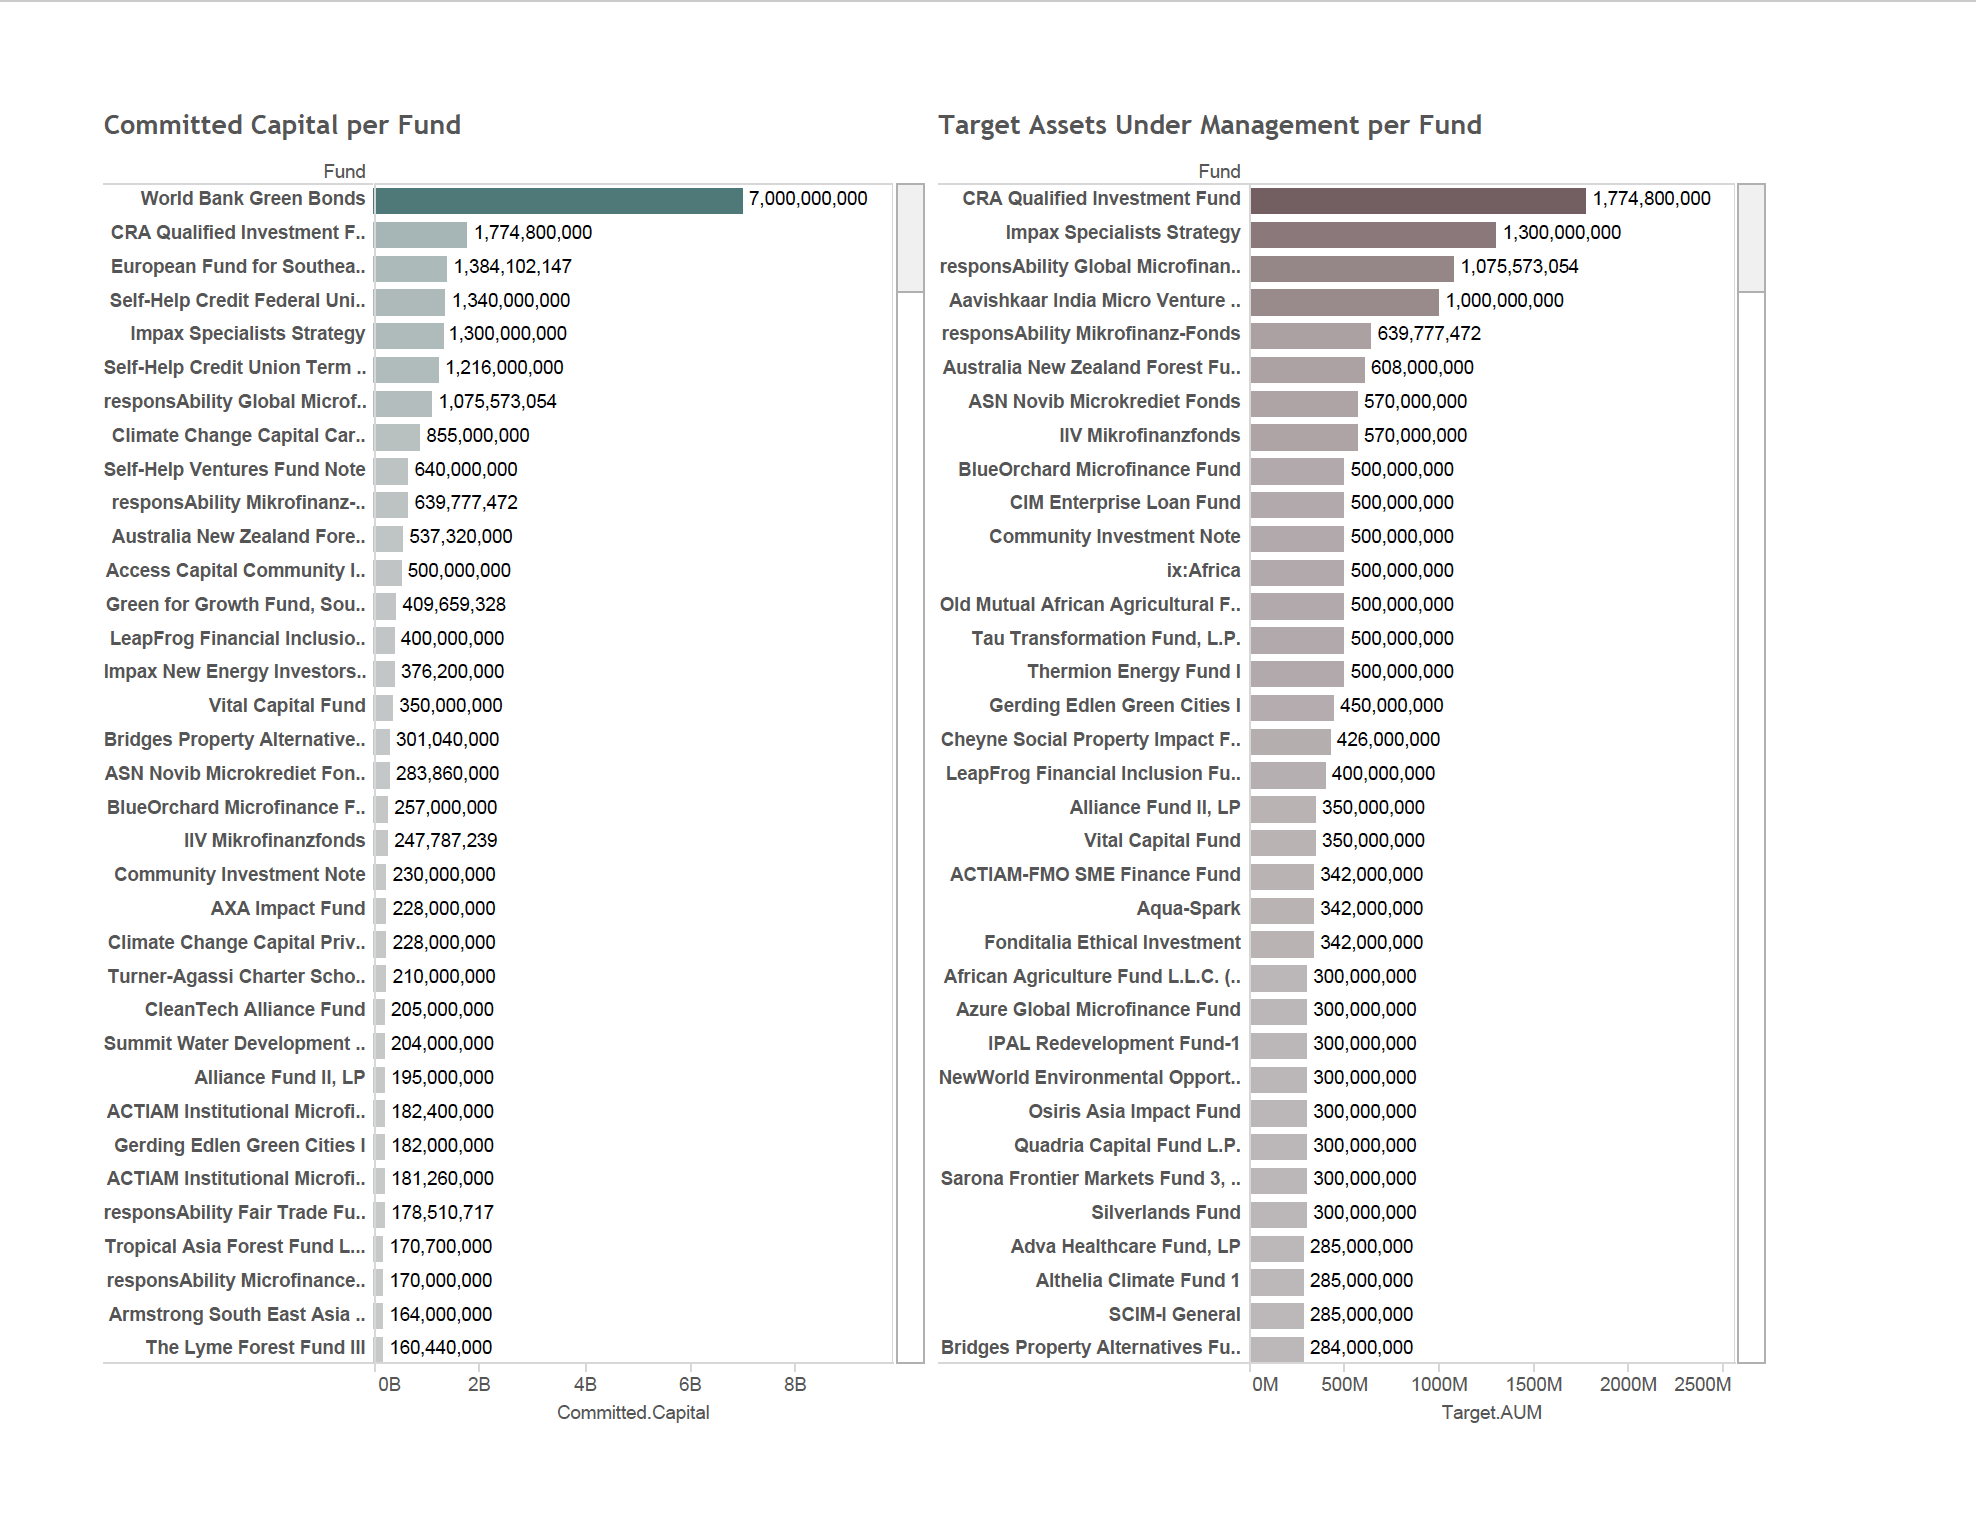 Committed Capital per Fund
Fund
World Bank Green Bonds 7,000,000,000
CRA Qualified Investment F.. 1,774,800,000
European Fund for Southea.. 1,384,102,147
Self-Help Credit Federal Uni.. 1,340,000,000
Impax Specialists Strategy 1,300,000,000
Self-Help Credit Union Term .. 1,216,000,000
responsAbility Global Microf.. 1,075,573,054
Climate Change Capital Car.. 855,000,000
Self-Help Ventures Fund Note 640,000,000
responsAbility Mikrofinanz-.. 639,777,472
Australia New Zealand Fore.. 537,320,000
Access Capital Community I.. 500,000,000
Green for Growth Fund, Sou.. 409,659,328
LeapFrog Financial Inclusio.. 400,000,000
Impax New Energy Investors.. 376,200,000
Vital Capital Fund 350,000,000
Bridges Property Alternative.. 301,040,000
ASN Novib Microkrediet Fon.. 283,860,000
BlueOrchard Microfinance F.. 257,000,000
IIV Mikrofinanzfonds 247,787,239
Community Investment Note 230,000,000
AXA Impact Fund 228,000,000
Climate Change Capital Priv.. 228,000,000
Turner-Agassi Charter Scho.. 210,000,000
CleanTech Alliance Fund 205,000,000
Summit Water Development .. 204,000,000
Alliance Fund II, LP 195,000,000
ACTIAM Institutional Microfi.. 182,400,000
Gerding Edlen Green Cities I 182,000,000
ACTIAM Institutional Microfi.. 181,260,000
responsAbility Fair Trade Fu.. 178,510,717
Tropical Asia Forest Fund L... 170,700,000
responsAbility Microfinance.. 170,000,000
Armstrong South East Asia .. 164,000,000
The Lyme Forest Fund III 160,440,000
0B 2B 4B 6B 8B
Committed.Capital
Target Assets Under Management per Fund
Fund
CRA Qualified Investment Fund 1,774,800,000
Impax Specialists Strategy 1,300,000,000
responsAbility Global Microfinan.. 1,075,573,054
Aavishkaar India Micro Venture .. 1,000,000,000
responsAbility Mikrofinanz-Fonds 639,777,472
Australia New Zealand Forest Fu.. 608,000,000
ASN Novib Microkrediet Fonds 570,000,000
IIV Mikrofinanzfonds 570,000,000
BlueOrchard Microfinance Fund 500,000,000
CIM Enterprise Loan Fund 500,000,000
Community Investment Note 500,000,000
ix:Africa 500,000,000
Old Mutual African Agricultural F.. 500,000,000
Tau Transformation Fund, L.P. 500,000,000
Thermion Energy Fund I 500,000,000
Gerding Edlen Green Cities I 450,000,000
Cheyne Social Property Impact F.. 426,000,000
LeapFrog Financial Inclusion Fu.. 400,000,000
Alliance Fund II, LP 350,000,000
Vital Capital Fund 350,000,000
ACTIAM-FMO SME Finance Fund 342,000,000
Aqua-Spark 342,000,000
Fonditalia Ethical Investment 342,000,000
African Agriculture Fund L.L.C. (.. 300,000,000
Azure Global Microfinance Fund 300,000,000
IPAL Redevelopment Fund-1 300,000,000
NewWorld Environmental Opport.. 300,000,000
Osiris Asia Impact Fund 300,000,000
Quadria Capital Fund L.P. 300,000,000
Sarona Frontier Markets Fund 3, .. 300,000,000
Silverlands Fund 300,000,000
Adva Healthcare Fund, LP 285,000,000
Althelia Climate Fund 1 285,000,000
SCIM-I General 285,000,000
Bridges Property Alternatives Fu.. 284,000,000
0M 500M 1000M 1500M 2000M 2500M
Target.AUM